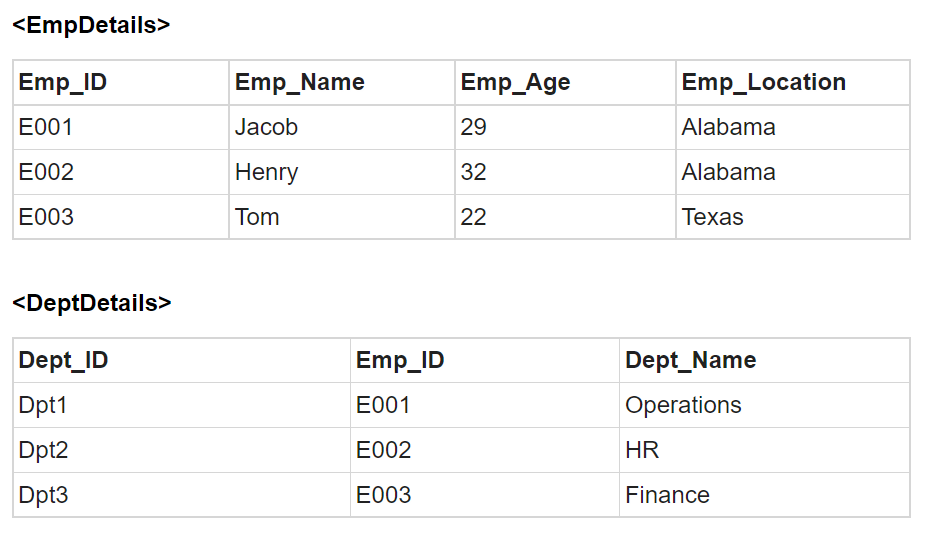 <EmpDetails>
Emp_ID Emp_Name Emp_Age Emp_Location
E001 Jacob 29 Alabama
E002 Henry 32 Alabama
E003 Tom 22 Texas
<DeptDetails>
Dept_ID Emp_ID Dept_Name
Dpt1 E001 Operations
Dpt2 E002 HR
Dpt3 E003 Finance